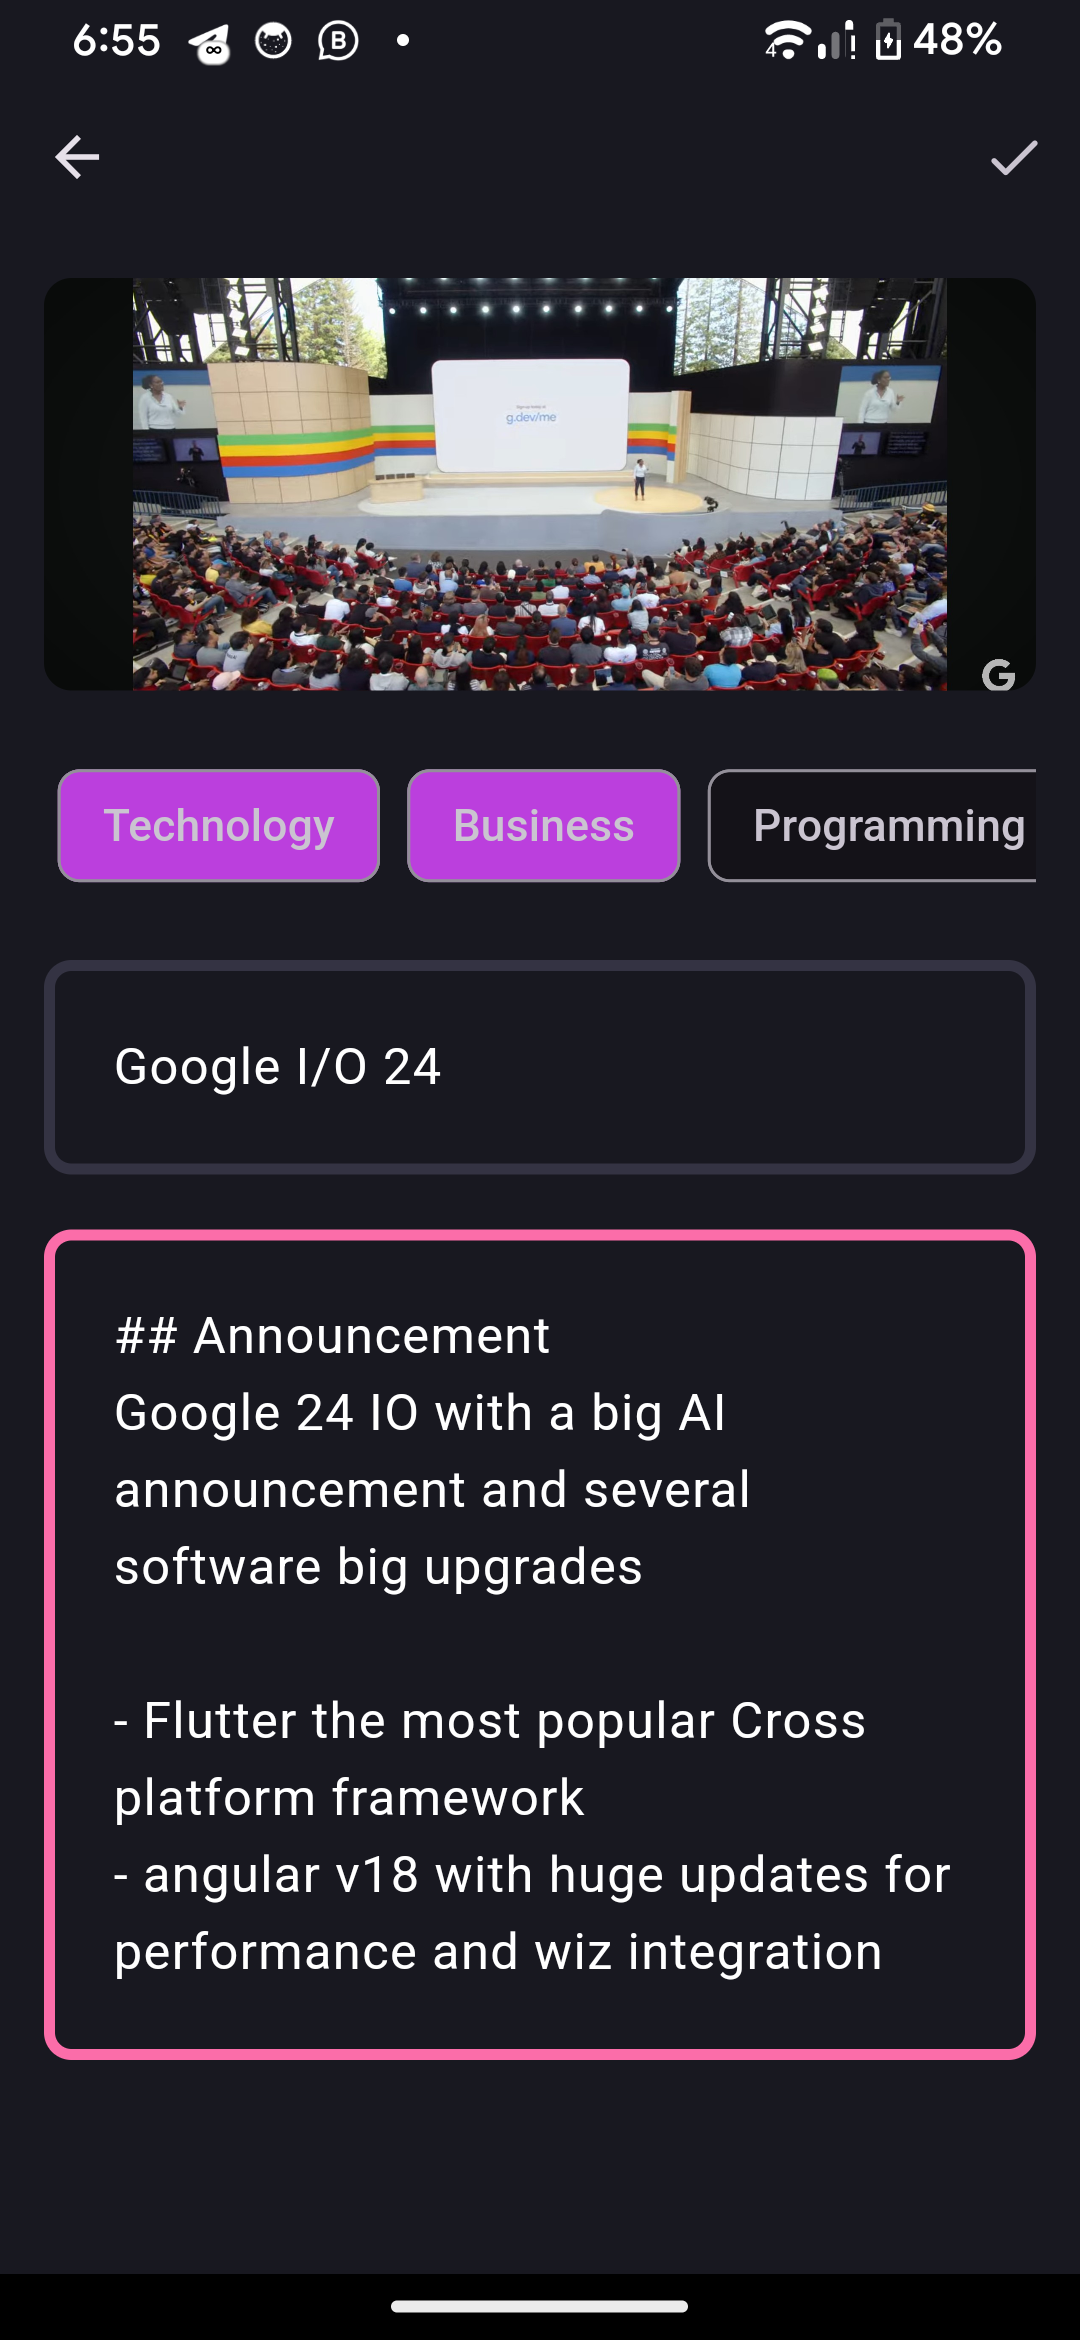 6:55
B
4
48%
g.dev/me
G
Technology
Business
Programming
Google I/O 24
## Announcement
Google 24 IO with a big AI
announcement and several
software big upgrades
- Flutter the most popular Cross
platform framework
- angular v18 with huge updates for
performance and wiz integration